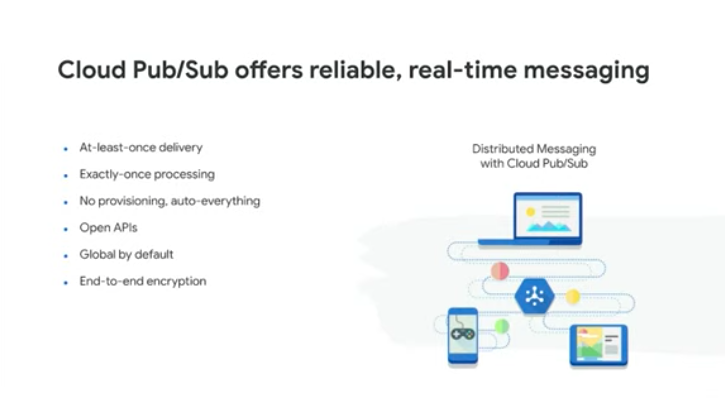 Cloud Pub/Sub offers reliable, real-time messaging
At-least-once delivery
Exactly-once processing
No provisioning, auto-everything
Open APIs
Global by default
End-to-end encryption
Distributed Messaging
with Cloud Pub/Sub